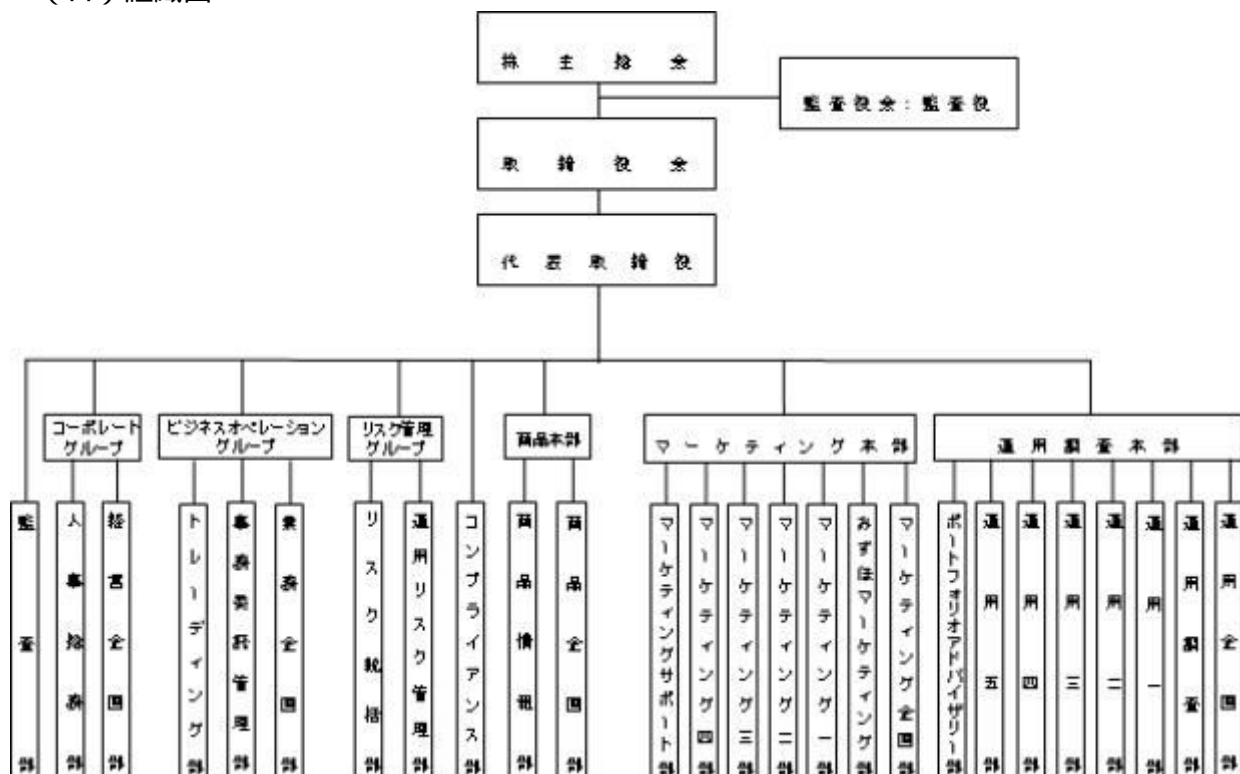 組織図
株主総会
監査役会:監査役
取締役会
代表取締役
コーポレート
グループ
ビジネスオペレーション
グループ
リスク管理
グループ
商品本部
マーケティング本部
運用調査本部
監査部
人事総務部
経営企画部
トレーディング部
事務委託管理部
業務企画部
リスク統括部
運用リスク管理部
コンプライアンス部
商品情報部
商品企画部
マーケティングサポート部
マーケティング四部
マーケティング三部
マーケティング二部
マーケティング一部
みずほマーケティング部
マーケティング企画部
ポートフォリオアドバイザリー部
運用五部
運用四部
運用三部
運用二部
運用一部
運用調査部
運用企画部